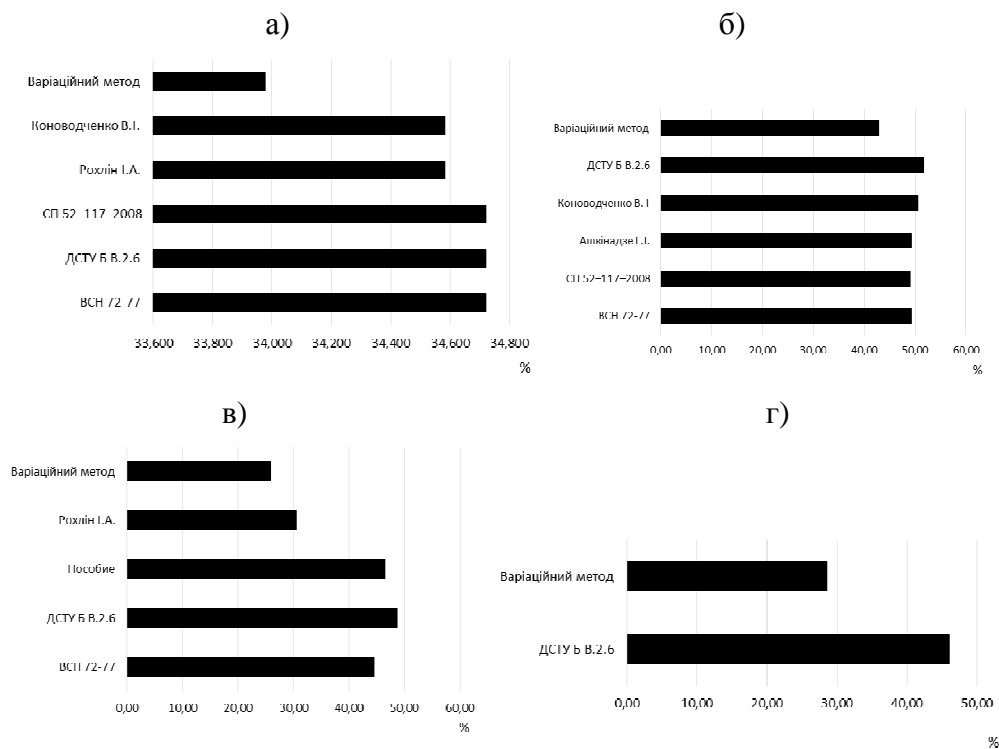 а)
Варіаційний метод
Коноводченко В.І.
Рохлін І.А.
СП 52–117–2008
ДСТУ Б В.2.6
ВСН 72-77
33,600 33,800 34,000 34,200 34,400 34,600 34,800
%
б)
Варіаційний метод
ДСТУ Б В.2.6
Коноводченко В.І
Ашкінадзе Г.І.
СП 52–117–2008
ВСН 72-77
0,00 10,00 20,00 30,00 40,00 50,00 60,00
%
в)
Варіаційний метод
Рохлін І.А.
Пособие
ДСТУ Б В.2.6
ВСН 72-77
0,00 10,00 20,00 30,00 40,00 50,00 60,00
%
г)
Варіаційний метод
ДСТУ Б В.2.6
0,00 10,00 20,00 30,00 40,00 50,00
%